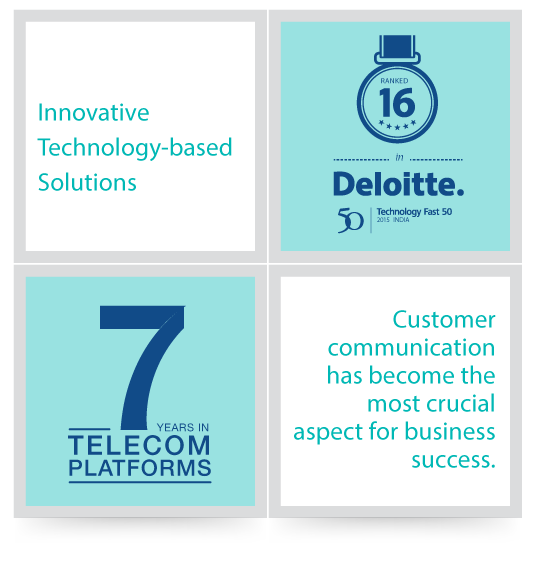 Innovative
Technology-based
Solutions
RANKED
16
in
Deloitte.
50
Technology Fast 50
2015 INDIA
7
YEARS IN
TELECOM
PLATFORMS
Customer
communication
has become the
most crucial
aspect for business
success.